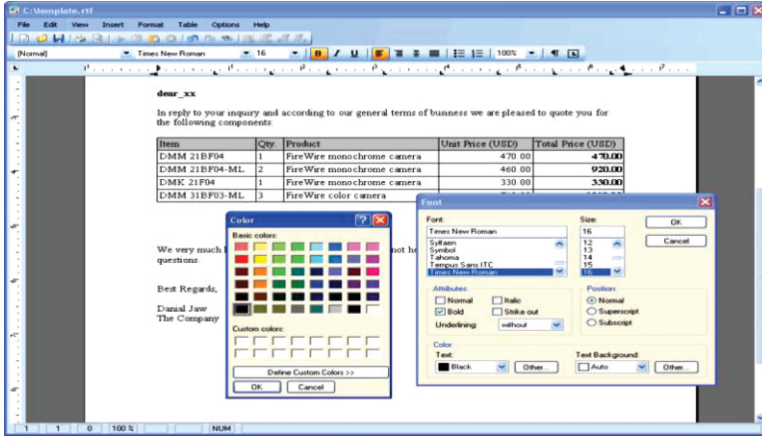 C:\template.rtf
File Edit View Insert Format Table Options Help
[Normal] Times New Roman 16 B I U 100%
dear_xx
In reply to your inquiry and according to our general terms of business we are pleased to quote you for
the following components:
Item Qty. Product Unit Price (USD) Total Price (USD)
DMM 21BF04 1 FireWire monochrome camera 470.00 470.00
DMM 21BF04-ML 2 FireWire monochrome camera 460.00 920.00
DMK 21F04 1 FireWire monochrome camera 330.00 330.00
DMM 31BF03-ML 3 FireWire color camera
We very much
not he
questions.
Best Regards,
Danial Jaw
The Company
Color
Basic colors:
Custom colors:
Define Custom Colors >>
OK Cancel
Font
Font: Size:
Times New Roman 16 OK
Sylfaen 12 Cancel
Symbol 13
Tahoma 14
Tempus Sans ITC 15
Times New Roman 16
Attributes: Position:
Normal Italic Normal
Bold Strike out Superscript
Underlining: without Subscript
Color:
Text: Text Background:
Black Other... Auto Other...
1 1 0 100 % NUM